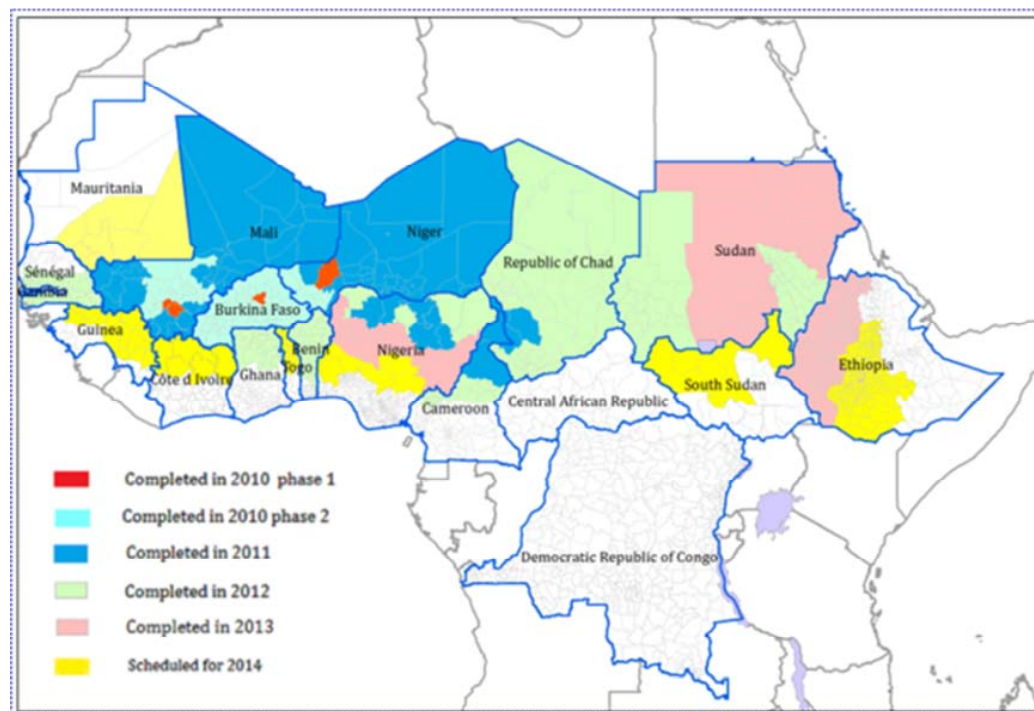 Mauritania
Mali
Niger
Sudan
Republic of Chad
Sénégal
Gambia
Burkina Faso
Guinea
Benin
Nigeria
Togo
Ghana
Côte d Ivoire
Ethiopia
South Sudan
Central African Republic
Cameroon
Completed in 2010 phase 1
Completed in 2010 phase 2
Completed in 2011
Democratic Republic of Congo
Completed in 2012
Completed in 2013
Scheduled for 2014